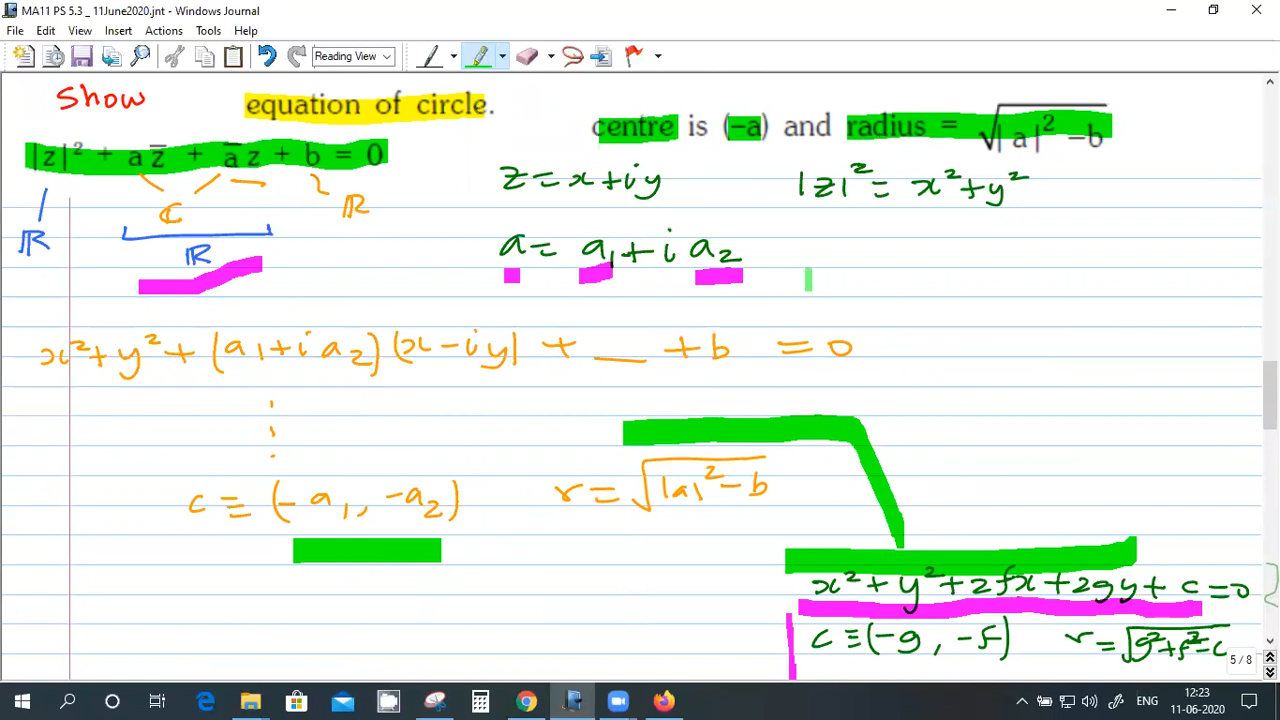 MA11 PS 5.3 _ 11June2020.jnt - Windows Journal
File Edit View Insert Actions Tools Help
Reading View
Show equation of circle.
centre is (–a) and radius = √|a|² –b
|z|² + a z̅ + a̅ z + b = 0
z = x+iy |z|² = x²+y²
ℂ ℝ
ℝ ℝ
a = a₁ + i a₂
x²+y² + (a₁+i a₂) (x-iy) + __ + b = 0
c ≡ (-a₁, -a₂) r = √|a|²-b
x²+y²+2fx+2gy+c=0
c ≡ (-g, -f) r = √g²+f²-c
5 / 8
ENG 12:23
11-06-2020